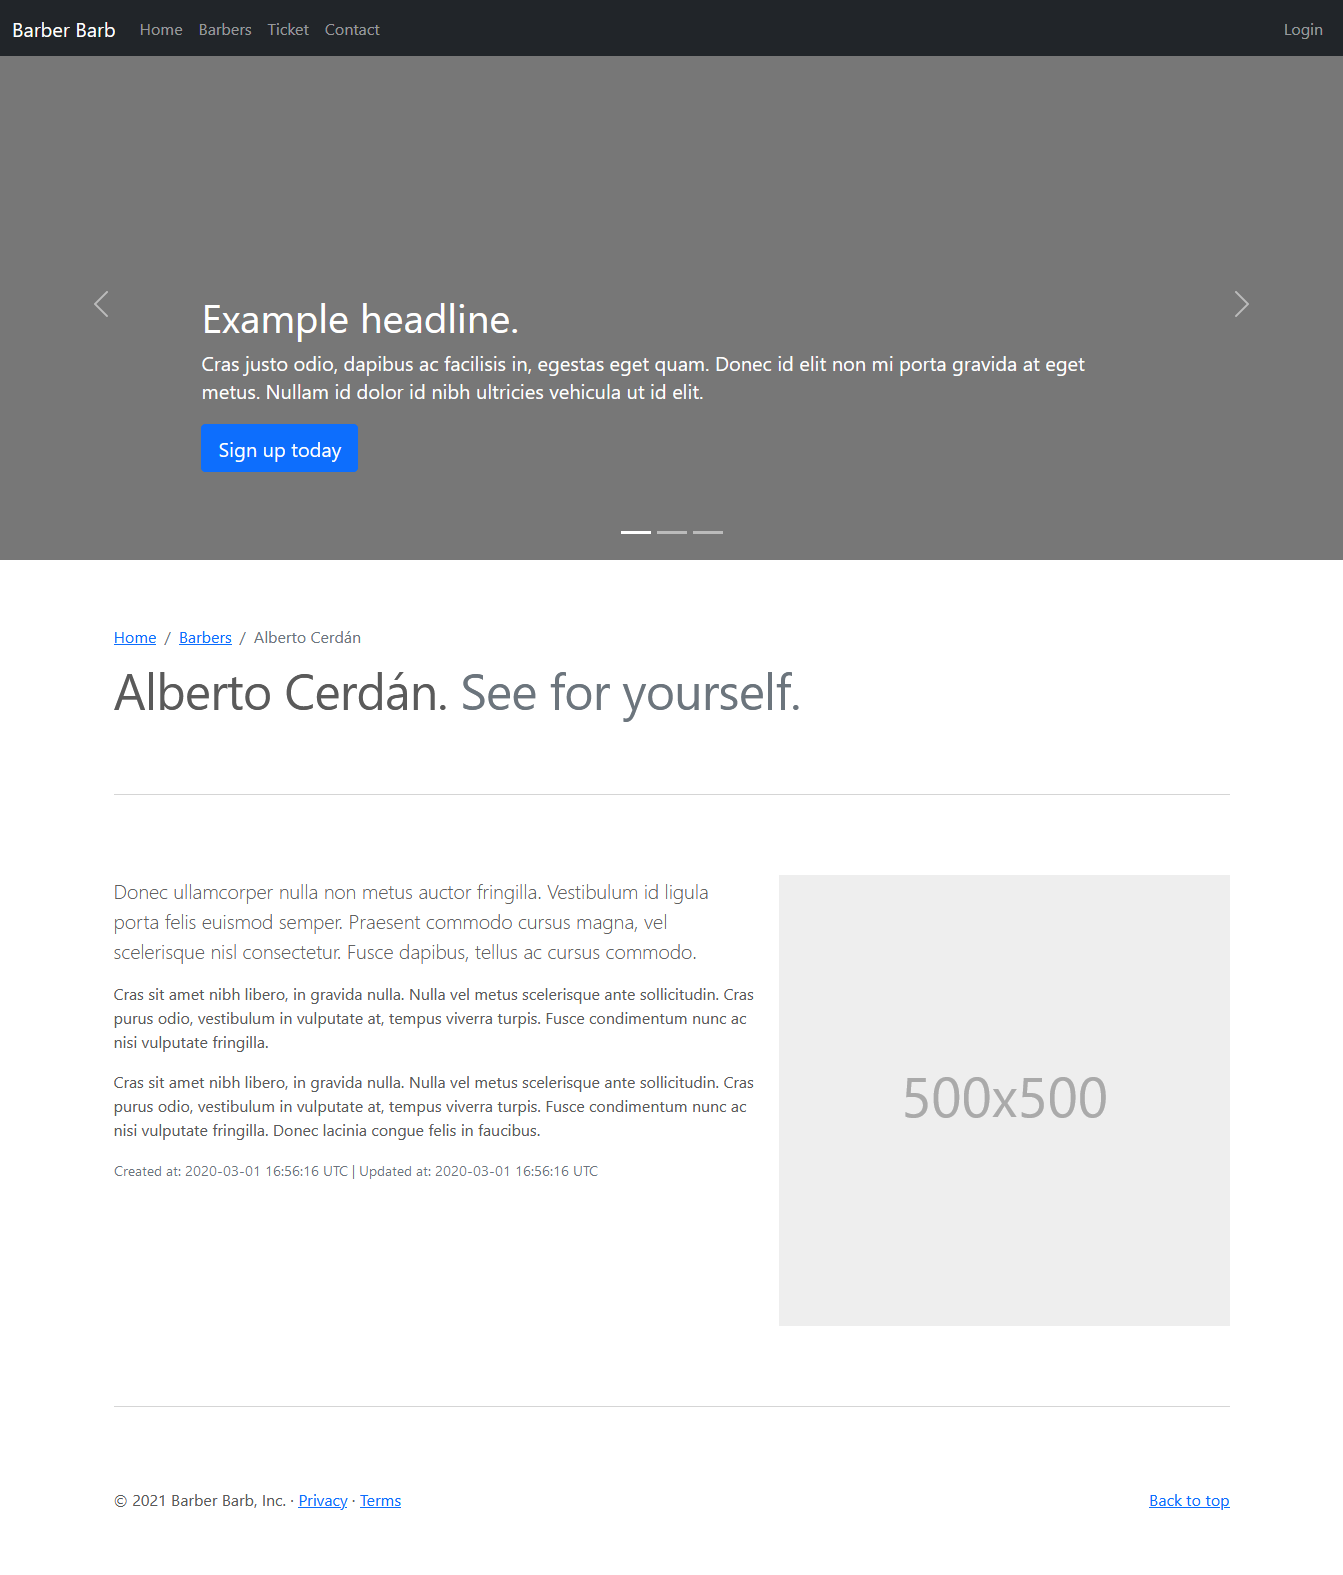 Barber Barb Home Barbers Ticket Contact Login
Example headline.
Cras justo odio, dapibus ac facilisis in, egestas eget quam. Donec id elit non mi porta gravida at eget
metus. Nullam id dolor id nibh ultricies vehicula ut id elit.
Sign up today
Home / Barbers / Alberto Cerdán
Alberto Cerdán. See for yourself.
Donec ullamcorper nulla non metus auctor fringilla. Vestibulum id ligula
porta felis euismod semper. Praesent commodo cursus magna, vel
scelerisque nisl consectetur. Fusce dapibus, tellus ac cursus commodo.
Cras sit amet nibh libero, in gravida nulla. Nulla vel metus scelerisque ante sollicitudin. Cras
purus odio, vestibulum in vulputate at, tempus viverra turpis. Fusce condimentum nunc ac
nisi vulputate fringilla.
Cras sit amet nibh libero, in gravida nulla. Nulla vel metus scelerisque ante sollicitudin. Cras
purus odio, vestibulum in vulputate at, tempus viverra turpis. Fusce condimentum nunc ac
nisi vulputate fringilla. Donec lacinia congue felis in faucibus.
Created at: 2020-03-01 16:56:16 UTC | Updated at: 2020-03-01 16:56:16 UTC
500x500
© 2021 Barber Barb, Inc. · Privacy · Terms
Back to top